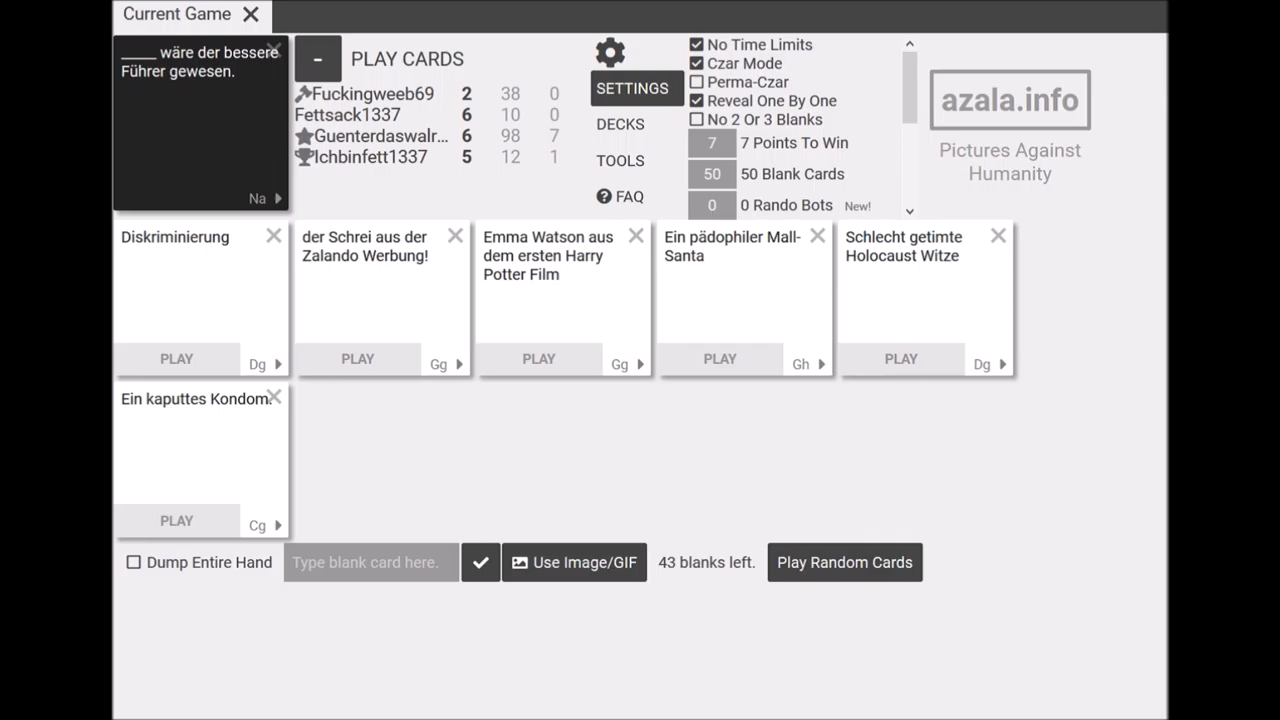 Current Game
_____ wäre der bessere
Führer gewesen.
Na
-
PLAY CARDS
Fuckingweeb69 2 38 0
Fettsack1337 6 10 0
Guenterdaswalr... 6 98 7
Ichbinfett1337 5 12 1
SETTINGS
DECKS
TOOLS
FAQ
No Time Limits
Czar Mode
Perma-Czar
Reveal One By One
No 2 Or 3 Blanks
7 7 Points To Win
50 50 Blank Cards
0 0 Rando Bots New!
azala.info
Pictures Against
Humanity
Diskriminierung
PLAY Dg
der Schrei aus der
Zalando Werbung!
PLAY Gg
Emma Watson aus
dem ersten Harry
Potter Film
PLAY Gg
Ein pädophiler Mall-
Santa
PLAY Gh
Schlecht getimte
Holocaust Witze
PLAY Dg
Ein kaputtes Kondom.
PLAY Cg
Dump Entire Hand
Type blank card here.
Use Image/GIF
43 blanks left.
Play Random Cards